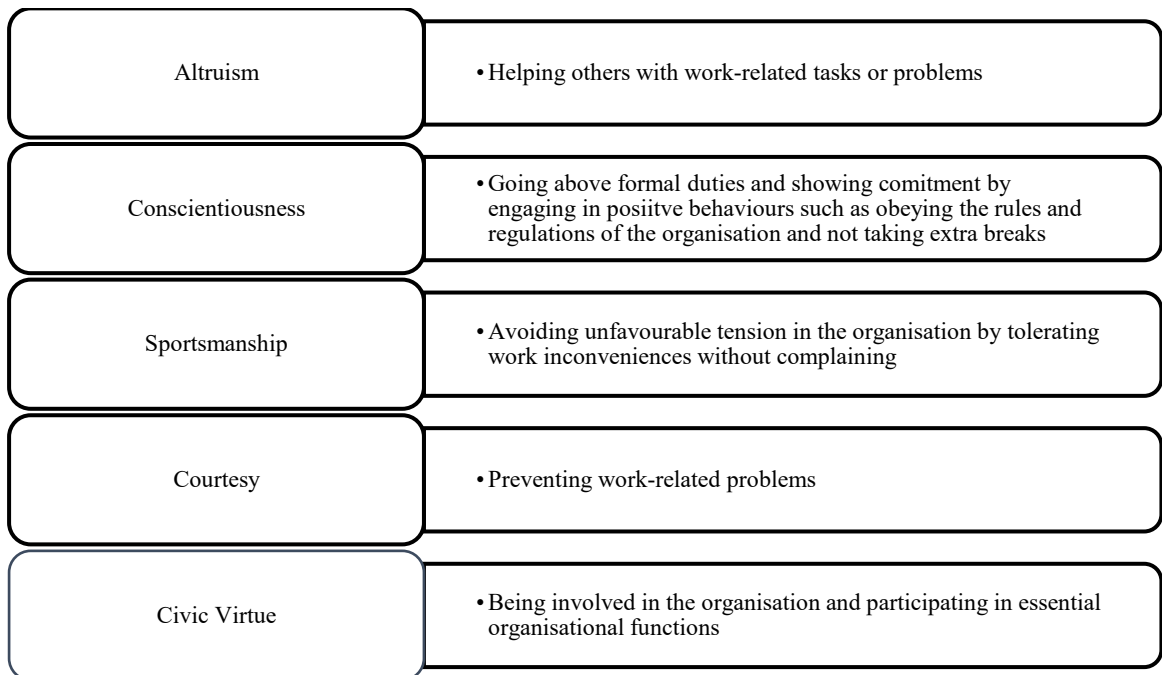 Altruism
•Helping others with work-related tasks or problems
Conscientiousness
•Going above formal duties and showing comitment by
engaging in posiitve behaviours such as obeying the rules and
regulations of the organisation and not taking extra breaks
Sportsmanship
•Avoiding unfavourable tension in the organisation by tolerating
work inconveniences without complaining
Courtesy
•Preventing work-related problems
Civic Virtue
•Being involved in the organisation and participating in essential
organisational functions